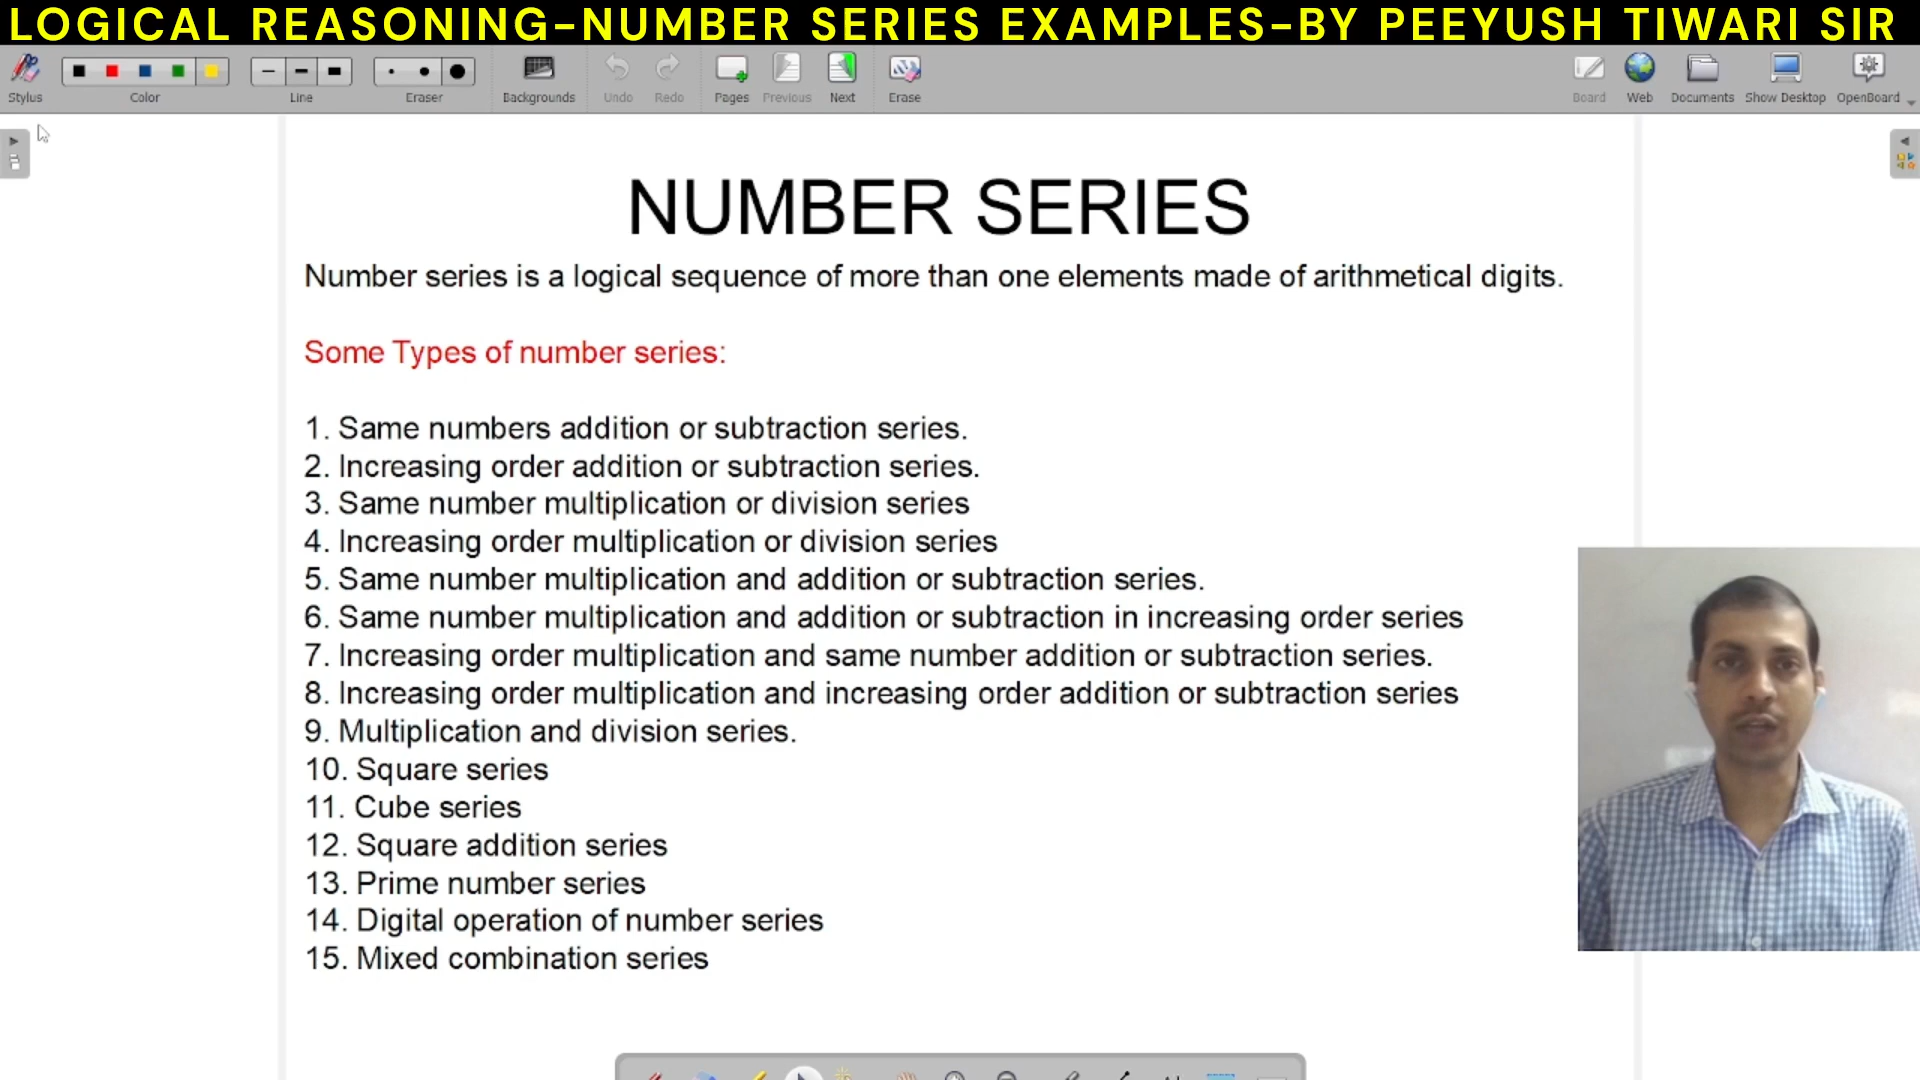 LOGICAL REASONING-NUMBER SERIES EXAMPLES-BY PEEYUSH TIWARI SIR
Stylus
Color
Line
Eraser
Backgrounds
Undo
Redo
Pages
Previous
Next
Erase
Board
Web
Documents
Show Desktop
OpenBoard
NUMBER SERIES
Number series is a logical sequence of more than one elements made of arithmetical digits.
Some Types of number series:
1. Same numbers addition or subtraction series.
2. Increasing order addition or subtraction series.
3. Same number multiplication or division series
4. Increasing order multiplication or division series
5. Same number multiplication and addition or subtraction series.
6. Same number multiplication and addition or subtraction in increasing order series
7. Increasing order multiplication and same number addition or subtraction series.
8. Increasing order multiplication and increasing order addition or subtraction series
9. Multiplication and division series.
10. Square series
11. Cube series
12. Square addition series
13. Prime number series
14. Digital operation of number series
15. Mixed combination series